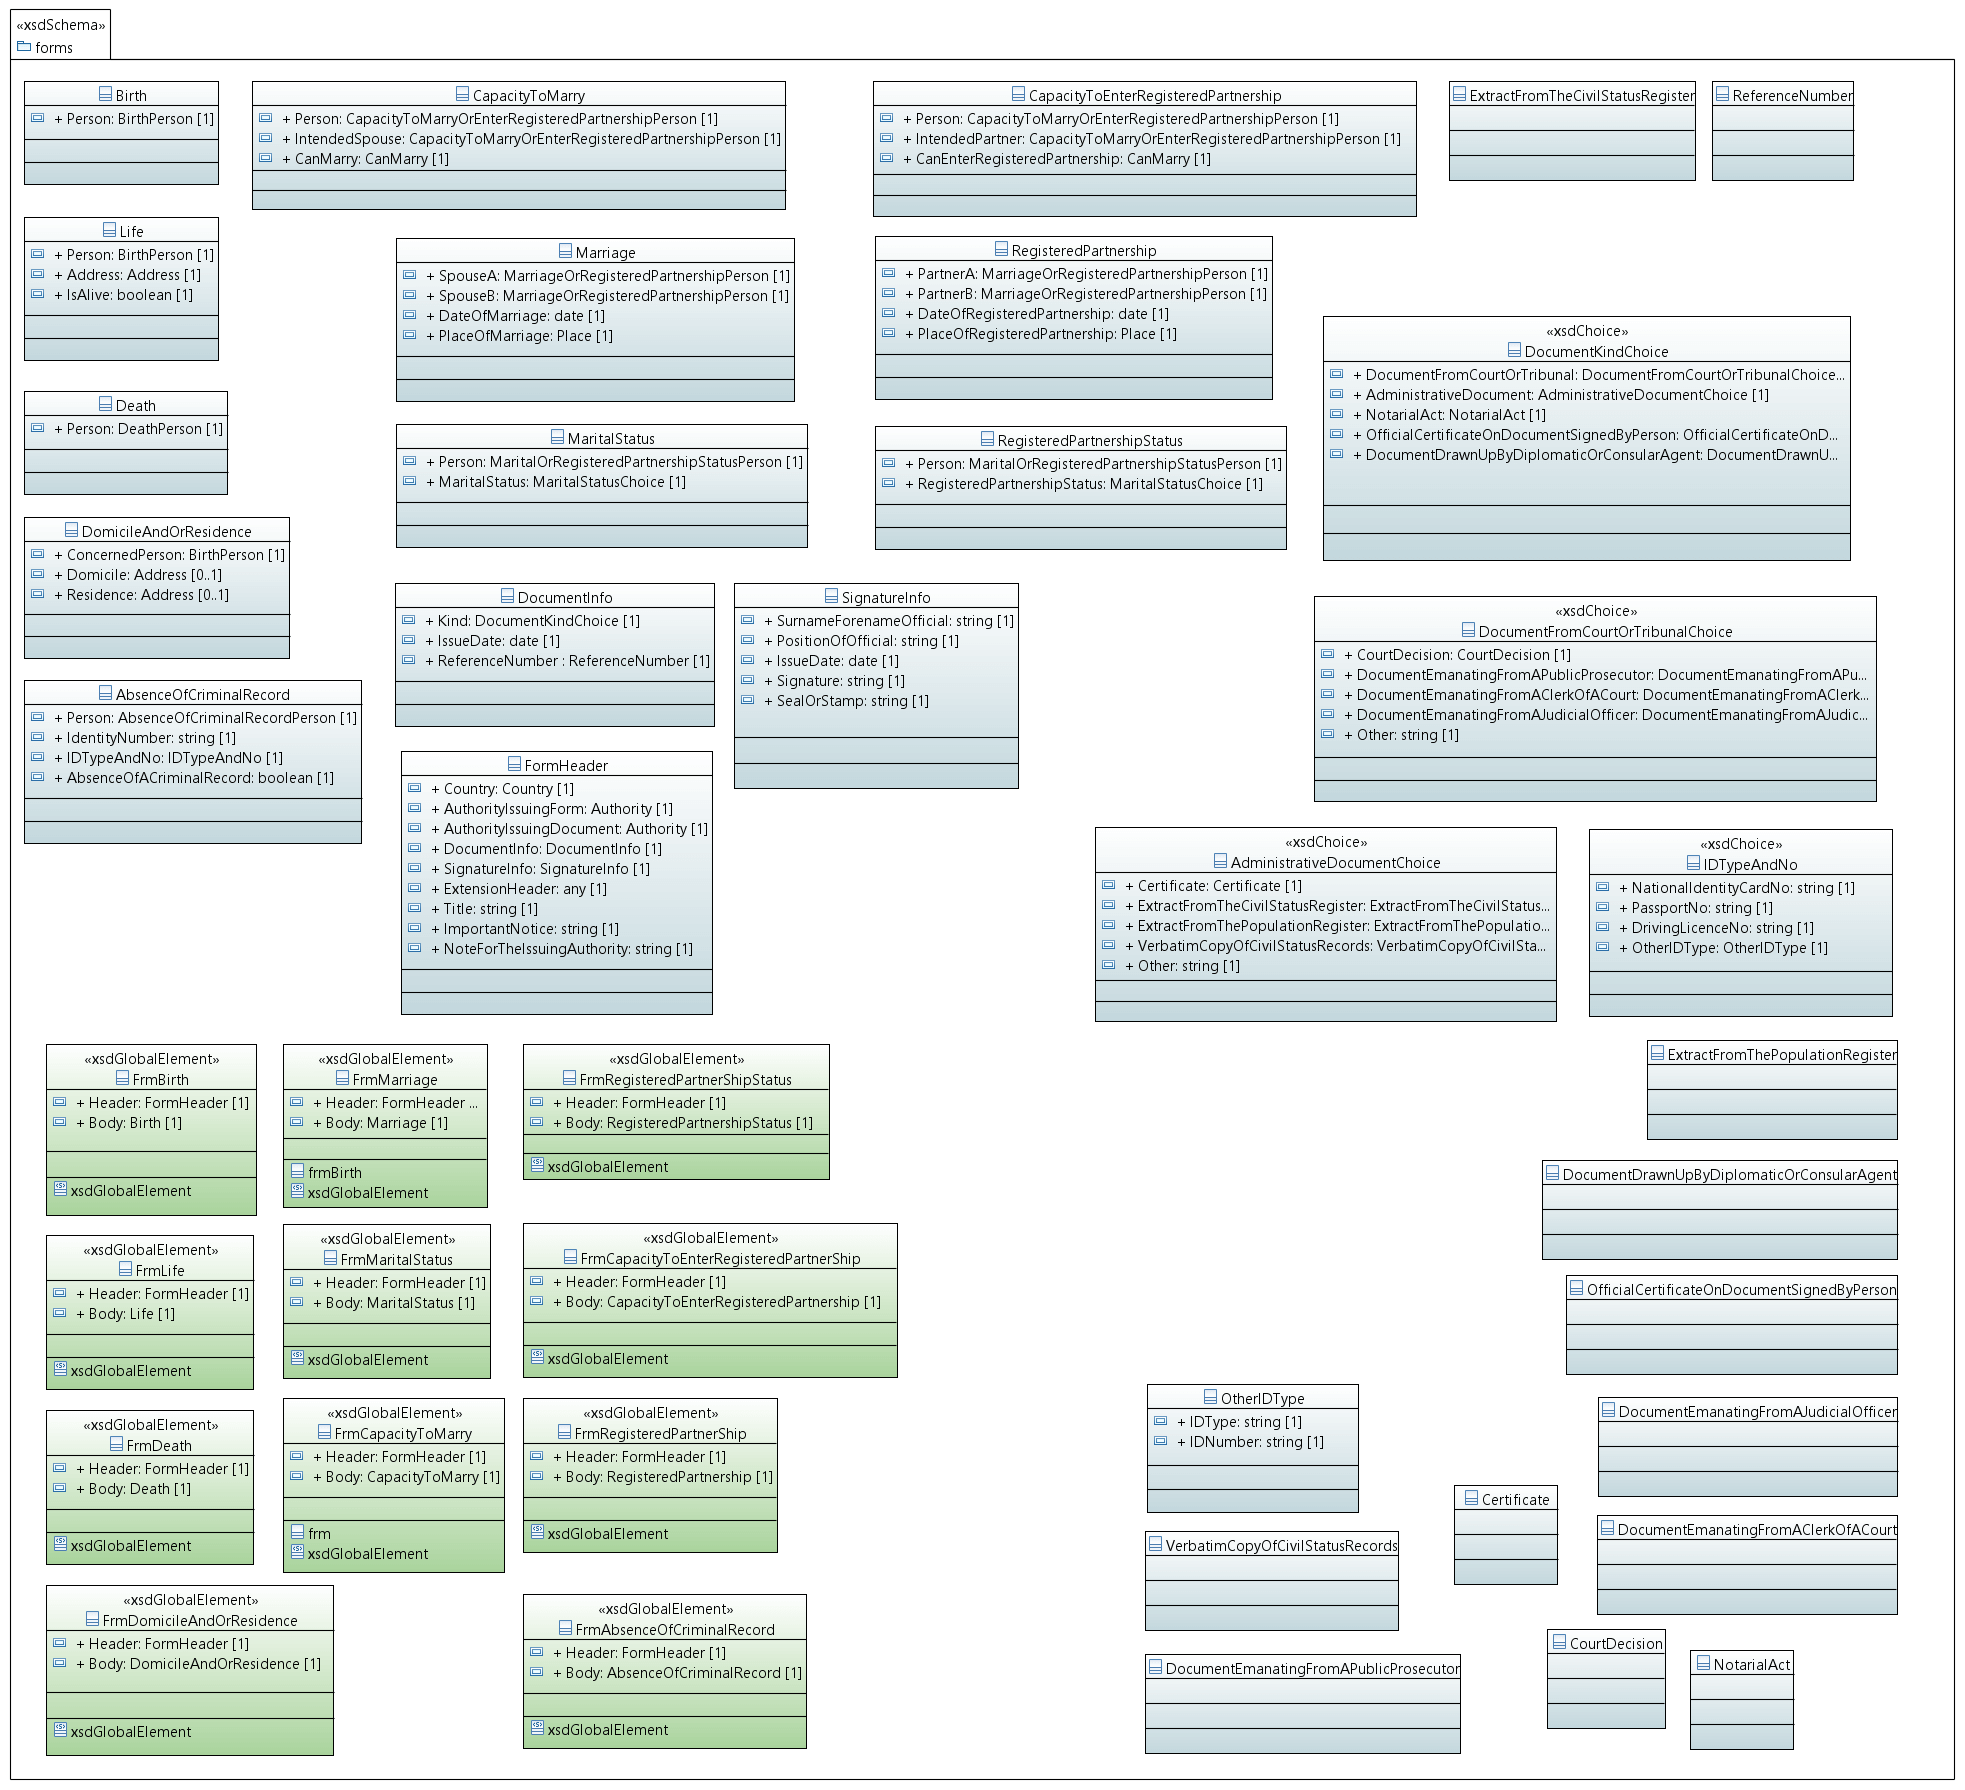 «xsdSchema»
forms
Birth
+ Person: BirthPerson [1]
CapacityToMarry
+ Person: CapacityToMarryOrEnterRegisteredPartnershipPerson [1]
+ IntendedSpouse: CapacityToMarryOrEnterRegisteredPartnershipPerson [1]
+ CanMarry: CanMarry [1]
CapacityToEnterRegisteredPartnership
+ Person: CapacityToMarryOrEnterRegisteredPartnershipPerson [1]
+ IntendedPartner: CapacityToMarryOrEnterRegisteredPartnershipPerson [1]
+ CanEnterRegisteredPartnership: CanMarry [1]
ExtractFromTheCivilStatusRegister
ReferenceNumber
Life
+ Person: BirthPerson [1]
+ Address: Address [1]
+ IsAlive: boolean [1]
Marriage
+ SpouseA: MarriageOrRegisteredPartnershipPerson [1]
+ SpouseB: MarriageOrRegisteredPartnershipPerson [1]
+ DateOfMarriage: date [1]
+ PlaceOfMarriage: Place [1]
RegisteredPartnership
+ PartnerA: MarriageOrRegisteredPartnershipPerson [1]
+ PartnerB: MarriageOrRegisteredPartnershipPerson [1]
+ DateOfRegisteredPartnership: date [1]
+ PlaceOfRegisteredPartnership: Place [1]
«xsdChoice»
DocumentKindChoice
+ DocumentFromCourtOrTribunal: DocumentFromCourtOrTribunalChoice...
+ AdministrativeDocument: AdministrativeDocumentChoice [1]
+ NotarialAct: NotarialAct [1]
+ OfficialCertificateOnDocumentSignedByPerson: OfficialCertificateOnD...
+ DocumentDrawnUpByDiplomaticOrConsularAgent: DocumentDrawnU...
Death
+ Person: DeathPerson [1]
MaritalStatus
+ Person: MaritalOrRegisteredPartnershipStatusPerson [1]
+ MaritalStatus: MaritalStatusChoice [1]
RegisteredPartnershipStatus
+ Person: MaritalOrRegisteredPartnershipStatusPerson [1]
+ RegisteredPartnershipStatus: MaritalStatusChoice [1]
DomicileAndOrResidence
+ ConcernedPerson: BirthPerson [1]
+ Domicile: Address [0..1]
+ Residence: Address [0..1]
DocumentInfo
+ Kind: DocumentKindChoice [1]
+ IssueDate: date [1]
+ ReferenceNumber : ReferenceNumber [1]
SignatureInfo
+ SurnameForenameOfficial: string [1]
+ PositionOfOfficial: string [1]
+ IssueDate: date [1]
+ Signature: string [1]
+ SealOrStamp: string [1]
«xsdChoice»
DocumentFromCourtOrTribunalChoice
+ CourtDecision: CourtDecision [1]
+ DocumentEmanatingFromAPublicProsecutor: DocumentEmanatingFromAPu...
+ DocumentEmanatingFromAClerkOfACourt: DocumentEmanatingFromAClerk...
+ DocumentEmanatingFromAJudicialOfficer: DocumentEmanatingFromAJudic...
+ Other: string [1]
AbsenceOfCriminalRecord
+ Person: AbsenceOfCriminalRecordPerson [1]
+ IdentityNumber: string [1]
+ IDTypeAndNo: IDTypeAndNo [1]
+ AbsenceOfACriminalRecord: boolean [1]
FormHeader
+ Country: Country [1]
+ AuthorityIssuingForm: Authority [1]
+ AuthorityIssuingDocument: Authority [1]
+ DocumentInfo: DocumentInfo [1]
+ SignatureInfo: SignatureInfo [1]
+ ExtensionHeader: any [1]
+ Title: string [1]
+ ImportantNotice: string [1]
+ NoteForTheIssuingAuthority: string [1]
«xsdChoice»
AdministrativeDocumentChoice
+ Certificate: Certificate [1]
+ ExtractFromTheCivilStatusRegister: ExtractFromTheCivilStatus...
+ ExtractFromThePopulationRegister: ExtractFromThePopulatio...
+ VerbatimCopyOfCivilStatusRecords: VerbatimCopyOfCivilSta...
+ Other: string [1]
«xsdChoice»
IDTypeAndNo
+ NationalIdentityCardNo: string [1]
+ PassportNo: string [1]
+ DrivingLicenceNo: string [1]
+ OtherIDType: OtherIDType [1]
«xsdGlobalElement»
FrmBirth
+ Header: FormHeader [1]
+ Body: Birth [1]
xsdGlobalElement
«xsdGlobalElement»
FrmMarriage
+ Header: FormHeader ...
+ Body: Marriage [1]
frmBirth
xsdGlobalElement
«xsdGlobalElement»
FrmRegisteredPartnerShipStatus
+ Header: FormHeader [1]
+ Body: RegisteredPartnershipStatus [1]
xsdGlobalElement
ExtractFromThePopulationRegister
DocumentDrawnUpByDiplomaticOrConsularAgent
«xsdGlobalElement»
FrmLife
+ Header: FormHeader [1]
+ Body: Life [1]
xsdGlobalElement
«xsdGlobalElement»
FrmMaritalStatus
+ Header: FormHeader [1]
+ Body: MaritalStatus [1]
xsdGlobalElement
«xsdGlobalElement»
FrmCapacityToEnterRegisteredPartnerShip
+ Header: FormHeader [1]
+ Body: CapacityToEnterRegisteredPartnership [1]
xsdGlobalElement
OfficialCertificateOnDocumentSignedByPerson
«xsdGlobalElement»
FrmDeath
+ Header: FormHeader [1]
+ Body: Death [1]
xsdGlobalElement
«xsdGlobalElement»
FrmCapacityToMarry
+ Header: FormHeader [1]
+ Body: CapacityToMarry [1]
frm
xsdGlobalElement
«xsdGlobalElement»
FrmRegisteredPartnerShip
+ Header: FormHeader [1]
+ Body: RegisteredPartnership [1]
xsdGlobalElement
OtherIDType
+ IDType: string [1]
+ IDNumber: string [1]
DocumentEmanatingFromAJudicialOfficer
Certificate
DocumentEmanatingFromAClerkOfACourt
VerbatimCopyOfCivilStatusRecords
«xsdGlobalElement»
FrmDomicileAndOrResidence
+ Header: FormHeader [1]
+ Body: DomicileAndOrResidence [1]
xsdGlobalElement
«xsdGlobalElement»
FrmAbsenceOfCriminalRecord
+ Header: FormHeader [1]
+ Body: AbsenceOfCriminalRecord [1]
xsdGlobalElement
DocumentEmanatingFromAPublicProsecutor
CourtDecision
NotarialAct